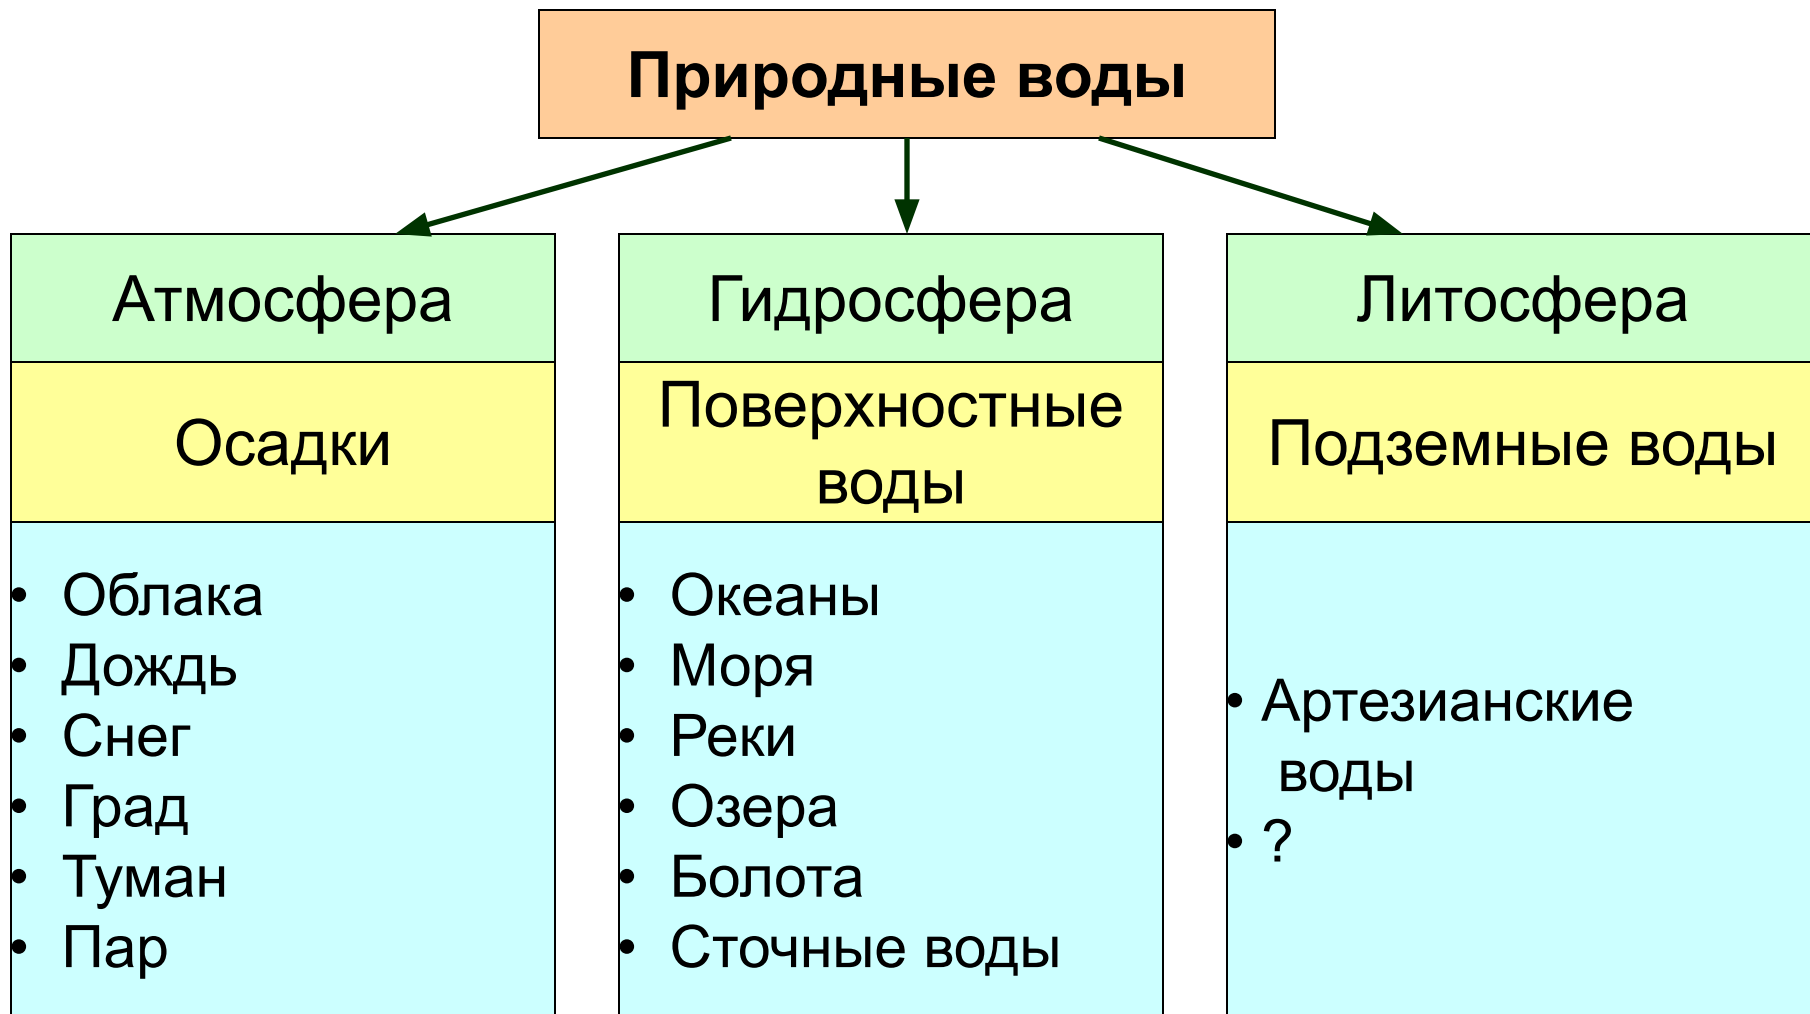 Природные воды
Атмосфера
Осадки
• Облака
• Дождь
• Снег
• Град
• Туман
• Пар
Гидросфера
Поверхностные
воды
• Океаны
• Моря
• Реки
• Озера
• Болота
• Сточные воды
Литосфера
Подземные воды
• Артезианские
воды
• ?